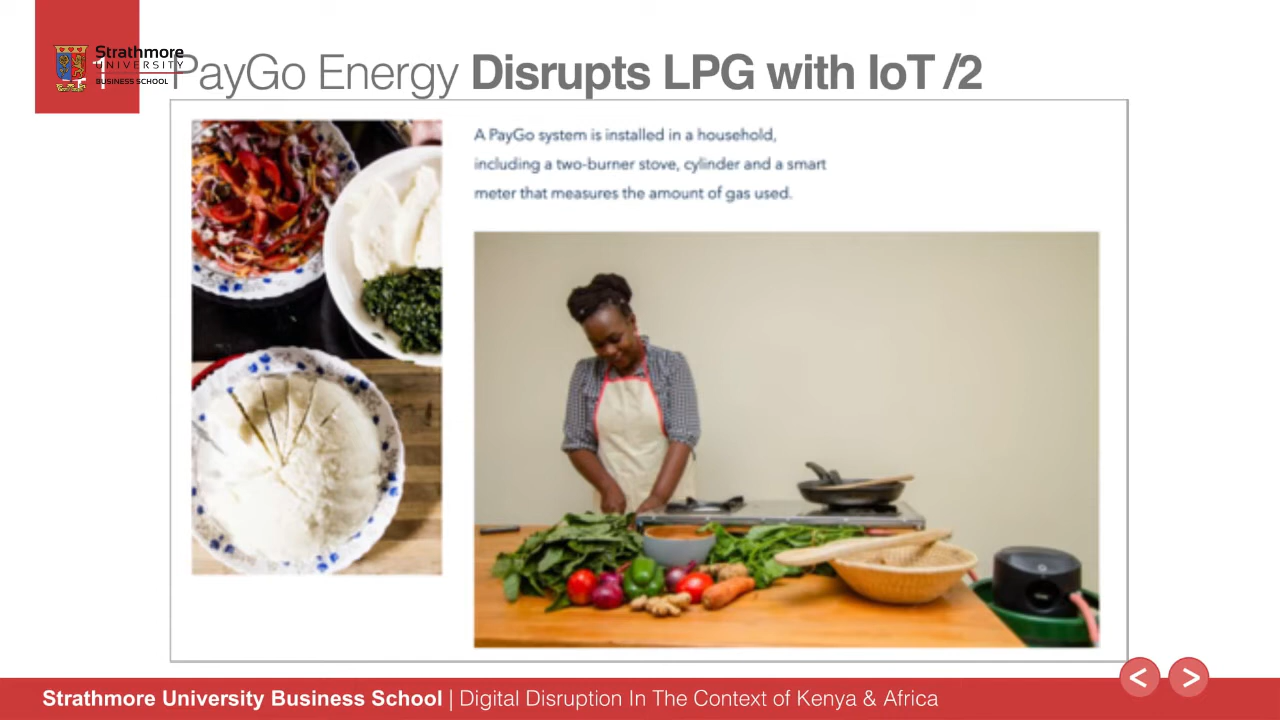 Strathmore
UNIVERSITY
BUSINESS SCHOOL
1
PayGo Energy Disrupts LPG with IoT /2
A PayGo system is installed in a household,
including a two-burner stove, cylinder and a smart
meter that measures the amount of gas used.
Strathmore University Business School | Digital Disruption In The Context of Kenya & Africa
< >